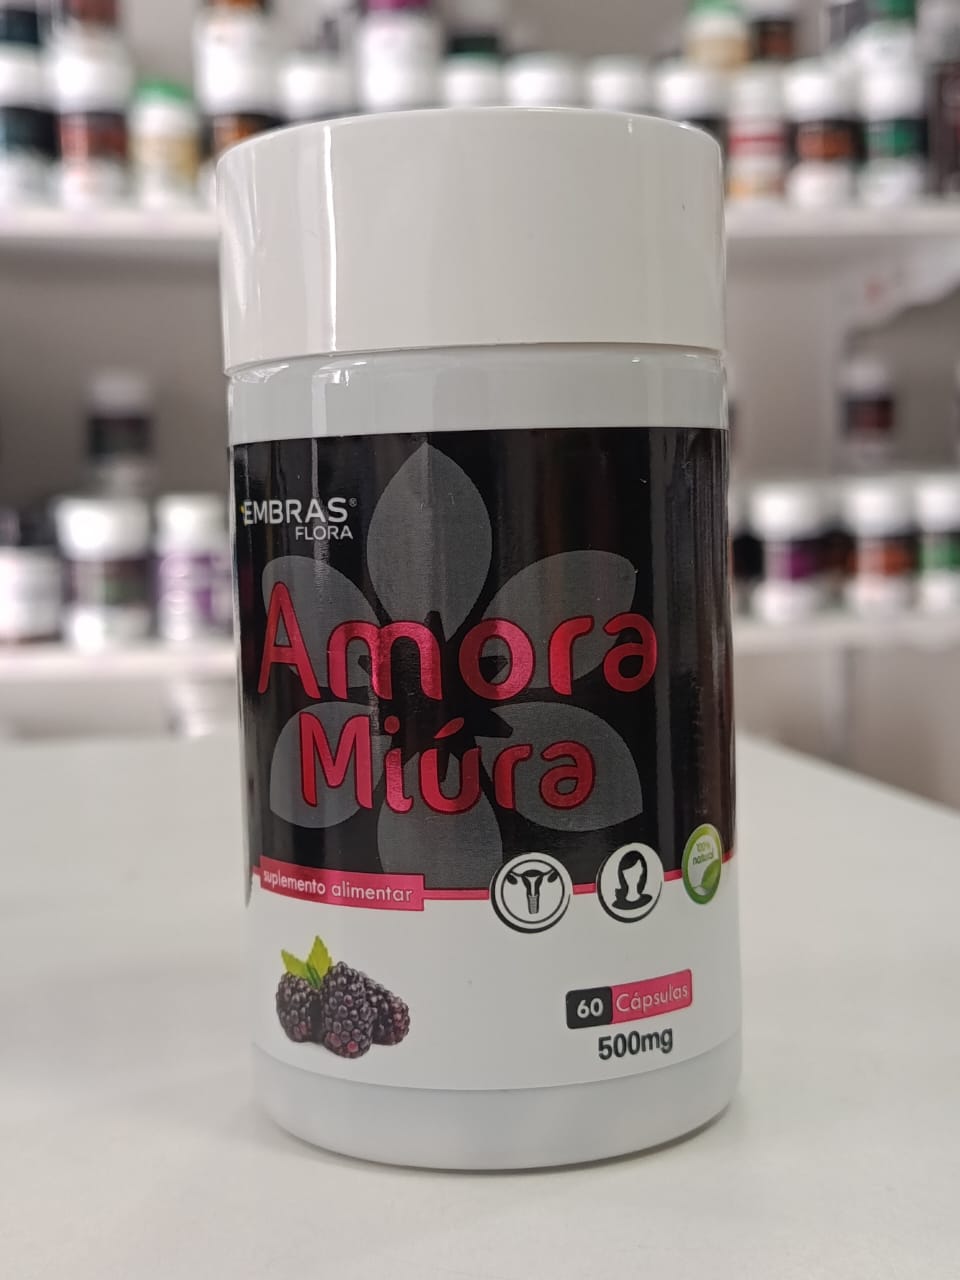 EMBRAS®
FLORA
Amora
Miúra
suplemento alimentar
100%
natural
60 Cápsulas
500mg